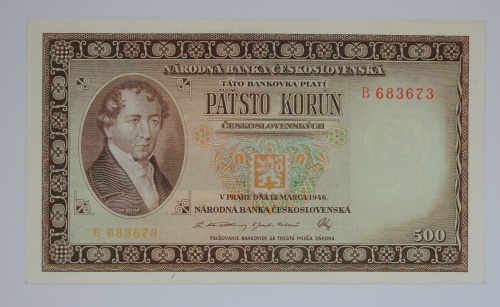 NÁRODNÁ BANKA ČESKOSLOVENSKÁ
TÁTO BANKOVKA PLATÍ
B 683673
PÄŤSTO KORÚN
ČESKOSLOVENSKÝCH
V PRAHE DŇA 12. MARCA 1946.
NÁRODNÁ BANKA ČESKOSLOVENSKÁ
B 683673
FALŠOVANIE BANKOVIEK SA TRESTÁ PODĽA ZÁKONA
500